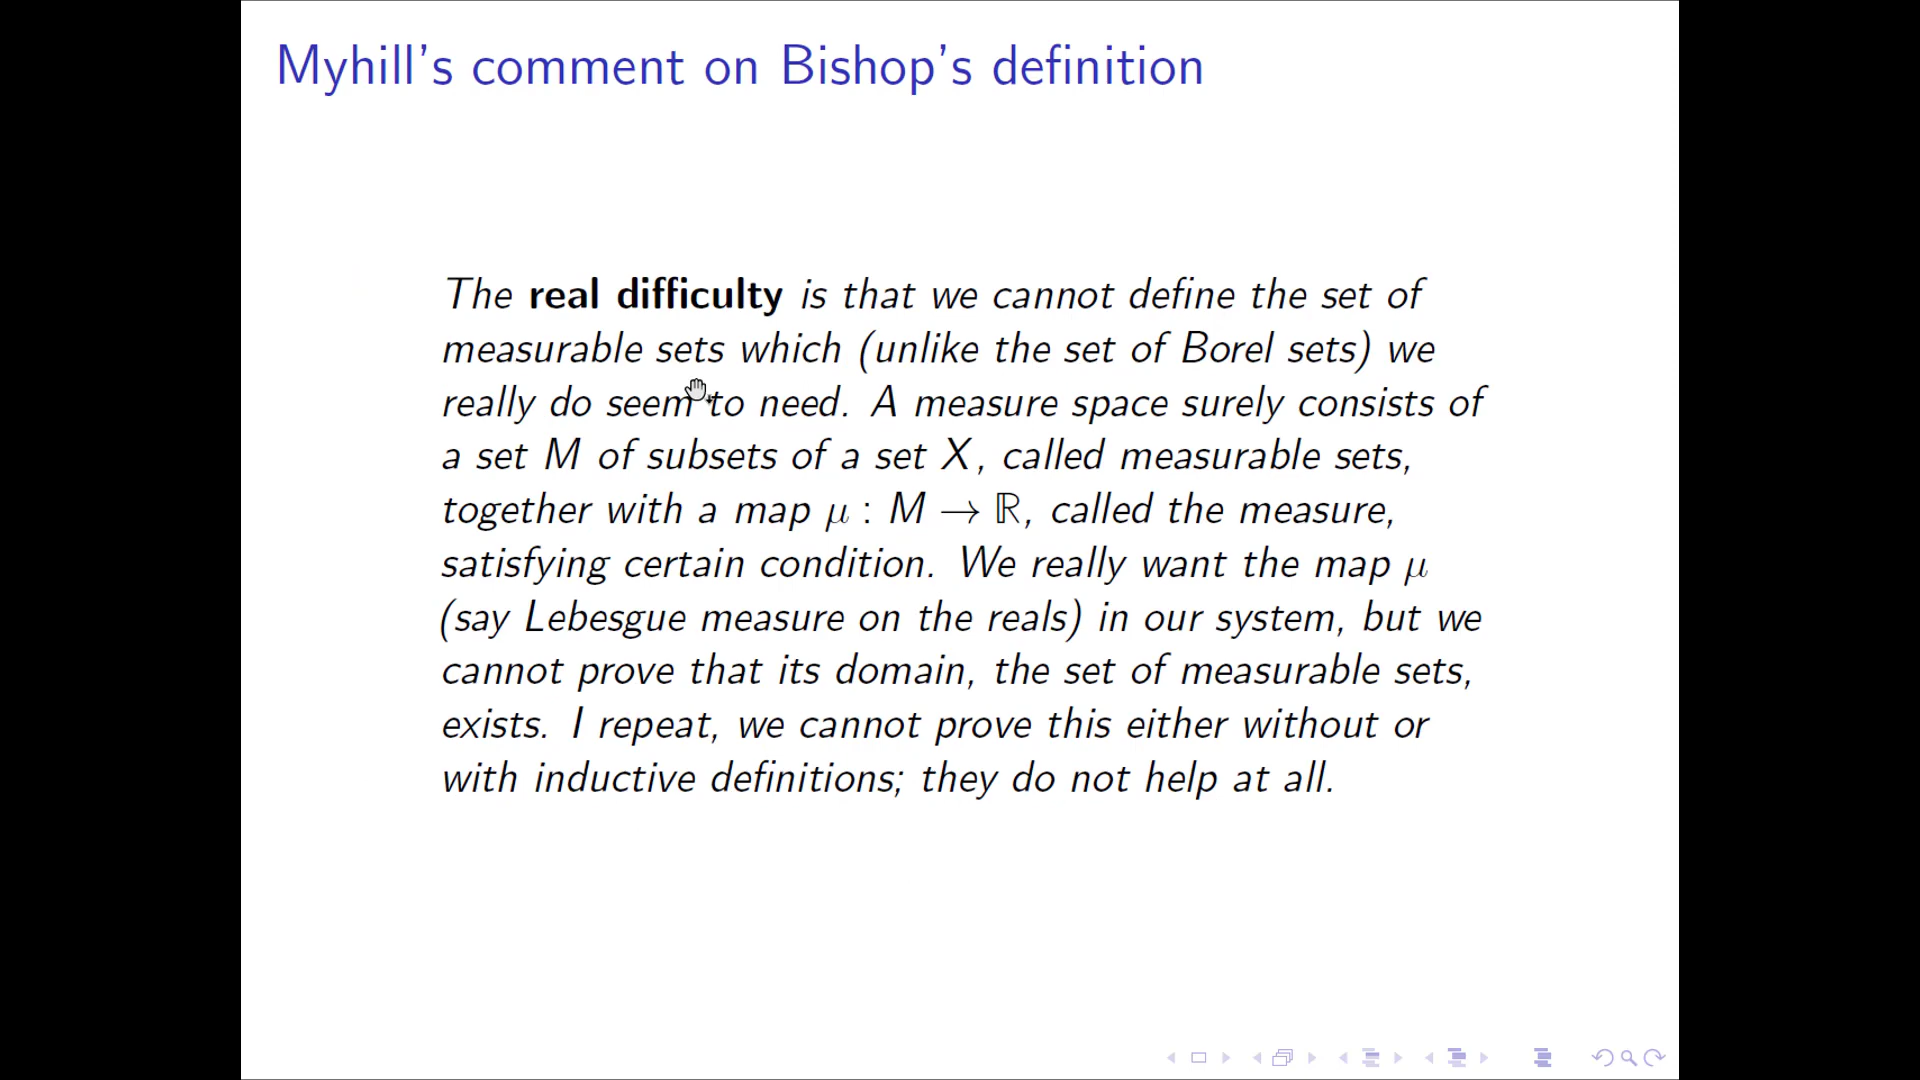 Myhill's comment on Bishop's definition
The real difficulty is that we cannot define the set of
measurable sets which (unlike the set of Borel sets) we
really do seem to need. A measure space surely consists of
a set M of subsets of a set X, called measurable sets,
together with a map μ : M → ℝ, called the measure,
satisfying certain condition. We really want the map μ
(say Lebesgue measure on the reals) in our system, but we
cannot prove that its domain, the set of measurable sets,
exists. I repeat, we cannot prove this either without or
with inductive definitions; they do not help at all.